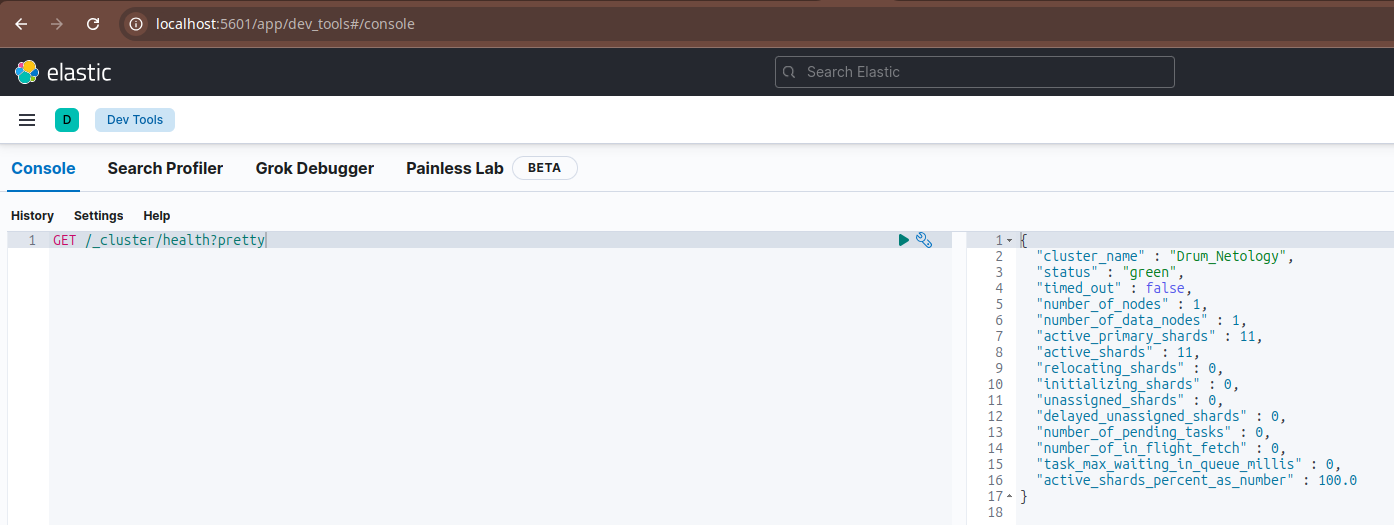 localhost:5601/app/dev_tools#/console
elastic
Search Elastic
D Dev Tools
Console Search Profiler Grok Debugger Painless Lab BETA
History Settings Help
1 GET /_cluster/health?pretty
1 {
2 "cluster_name" : "Drum_Netology",
3 "status" : "green",
4 "timed_out" : false,
5 "number_of_nodes" : 1,
6 "number_of_data_nodes" : 1,
7 "active_primary_shards" : 11,
8 "active_shards" : 11,
9 "relocating_shards" : 0,
10 "initializing_shards" : 0,
11 "unassigned_shards" : 0,
12 "delayed_unassigned_shards" : 0,
13 "number_of_pending_tasks" : 0,
14 "number_of_in_flight_fetch" : 0,
15 "task_max_waiting_in_queue_millis" : 0,
16 "active_shards_percent_as_number" : 100.0
17 }
18